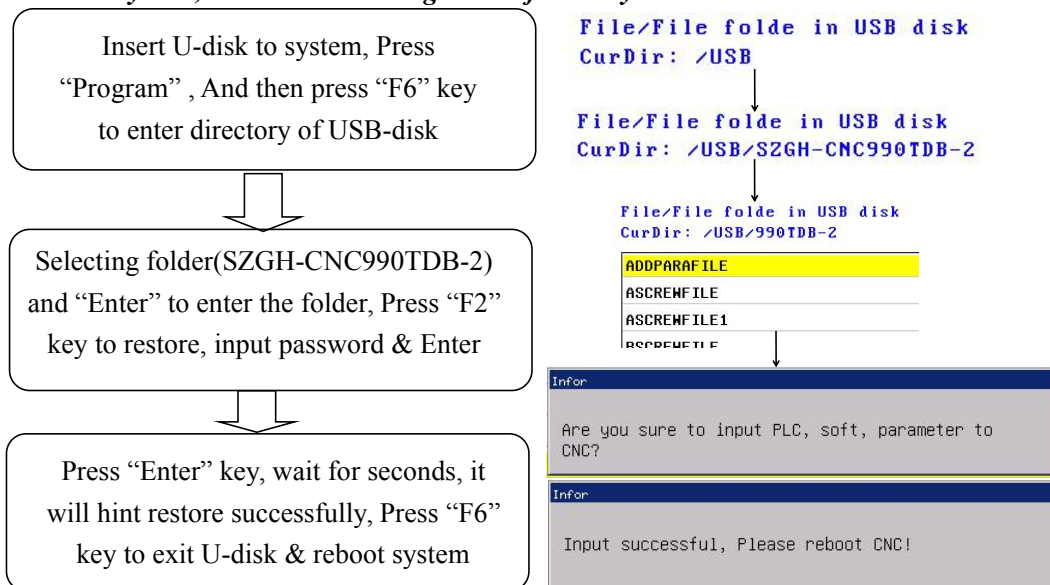 Insert U-disk to system, Press
“Program” , And then press “F6” key
to enter directory of USB-disk
Selecting folder(SZGH-CNC990TDB-2)
and “Enter” to enter the folder, Press “F2”
key to restore, input password & Enter
Press “Enter” key, wait for seconds, it
will hint restore successfully, Press “F6”
key to exit U-disk & reboot system
File/File folde in USB disk
CurDir: /USB
File/File folde in USB disk
CurDir: /USB/SZGH-CNC990TDB-2
File/File folde in USB disk
CurDir: /USB/990TDB-2
ADDPARAFILE
ASCREWFILE
ASCREWFILE1
BSCREWFILE
Infor
Are you sure to input PLC, soft, parameter to
CNC?
Infor
Input successful, Please reboot CNC!